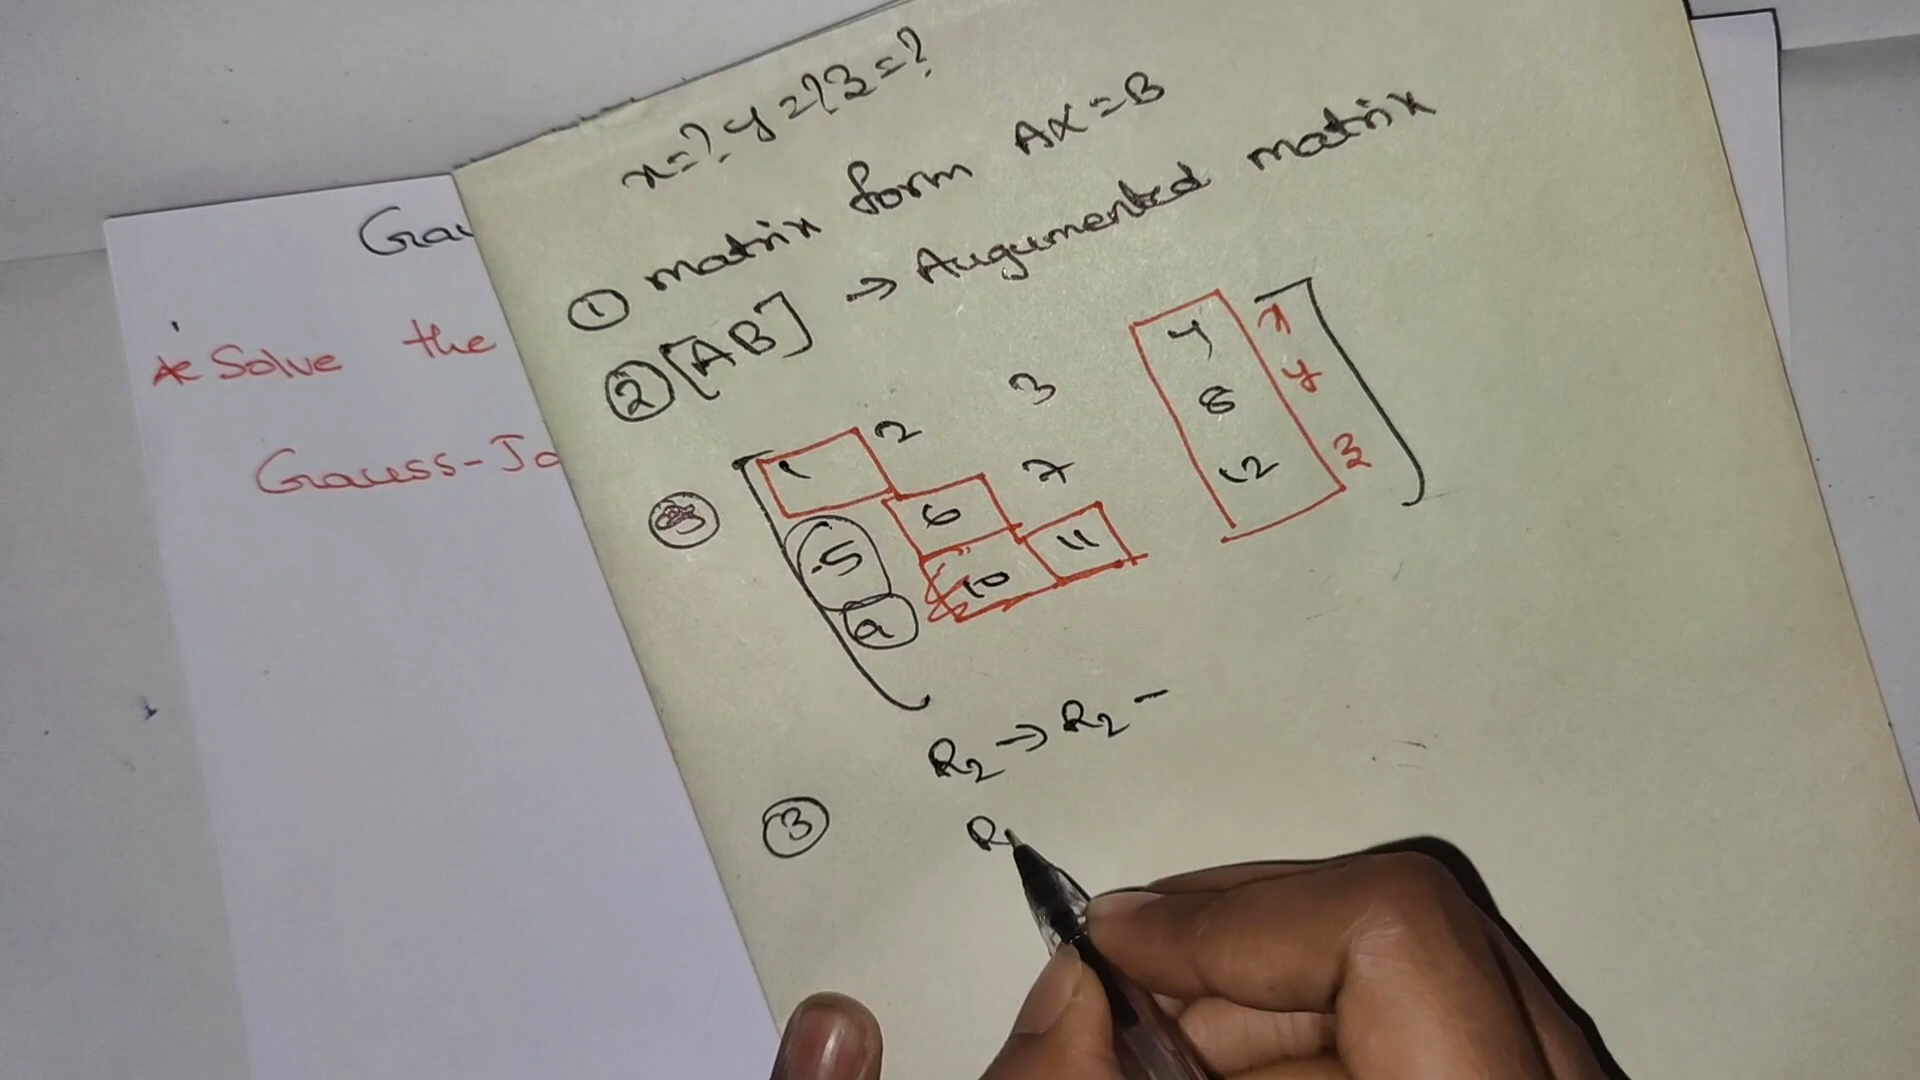 x=? y=? z=?
① matrix form AX=B
② [AB] → Augumented matrix
1 2 3 4 x
5 6 7 8 y
9 10 11 12 z
R2 → R2 -
③ R
Gau
* Solve the
Gauss-Jo